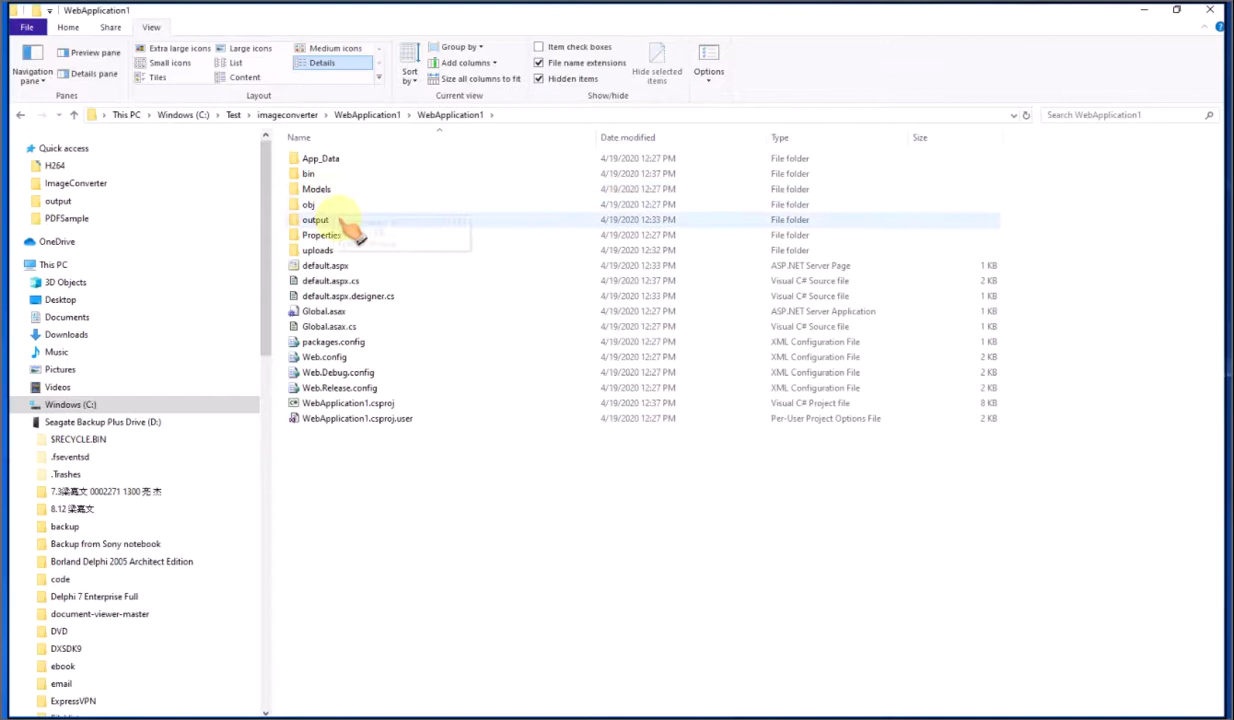 WebApplication1
File Home Share View
Navigation pane
Preview pane
Details pane
Panes
Extra large icons Large icons Medium icons
Small icons List Details
Tiles Content
Layout
Sort by
Group by
Add columns
Size all columns to fit
Current view
Item check boxes
File name extensions
Hidden items
Hide selected items
Show/hide
Options
This PC > Windows (C:) > Test > imageconverter > WebApplication1 > WebApplication1 >
Search WebApplication1
Quick access
H264
ImageConverter
output
PDFSample
OneDrive
This PC
3D Objects
Desktop
Documents
Downloads
Music
Pictures
Videos
Windows (C:)
Seagate Backup Plus Drive (D:)
$RECYCLE.BIN
.fseventsd
.Trashes
7.3梁嘉文 0002271 1300 亮 杰
8.12 梁嘉文
backup
Backup from Sony notebook
Borland Delphi 2005 Architect Edition
code
Delphi 7 Enterprise Full
document-viewer-master
DVD
DXSDK9
ebook
email
ExpressVPN
Name Date modified Type Size
App_Data 4/19/2020 12:27 PM File folder
bin 4/19/2020 12:37 PM File folder
Models 4/19/2020 12:27 PM File folder
obj 4/19/2020 12:27 PM File folder
output 4/19/2020 12:33 PM File folder
Properties 4/19/2020 12:27 PM File folder
uploads 4/19/2020 12:32 PM File folder
default.aspx 4/19/2020 12:33 PM ASP.NET Server Page 1 KB
default.aspx.cs 4/19/2020 12:37 PM Visual C# Source file 2 KB
default.aspx.designer.cs 4/19/2020 12:33 PM Visual C# Source file 1 KB
Global.asax 4/19/2020 12:27 PM ASP.NET Server Application 1 KB
Global.asax.cs 4/19/2020 12:27 PM Visual C# Source file 1 KB
packages.config 4/19/2020 12:27 PM XML Configuration File 1 KB
Web.config 4/19/2020 12:27 PM XML Configuration File 2 KB
Web.Debug.config 4/19/2020 12:27 PM XML Configuration File 2 KB
Web.Release.config 4/19/2020 12:27 PM XML Configuration File 2 KB
WebApplication1.csproj 4/19/2020 12:37 PM Visual C# Project file 8 KB
WebApplication1.csproj.user 4/19/2020 12:27 PM Per-User Project Options File 2 KB